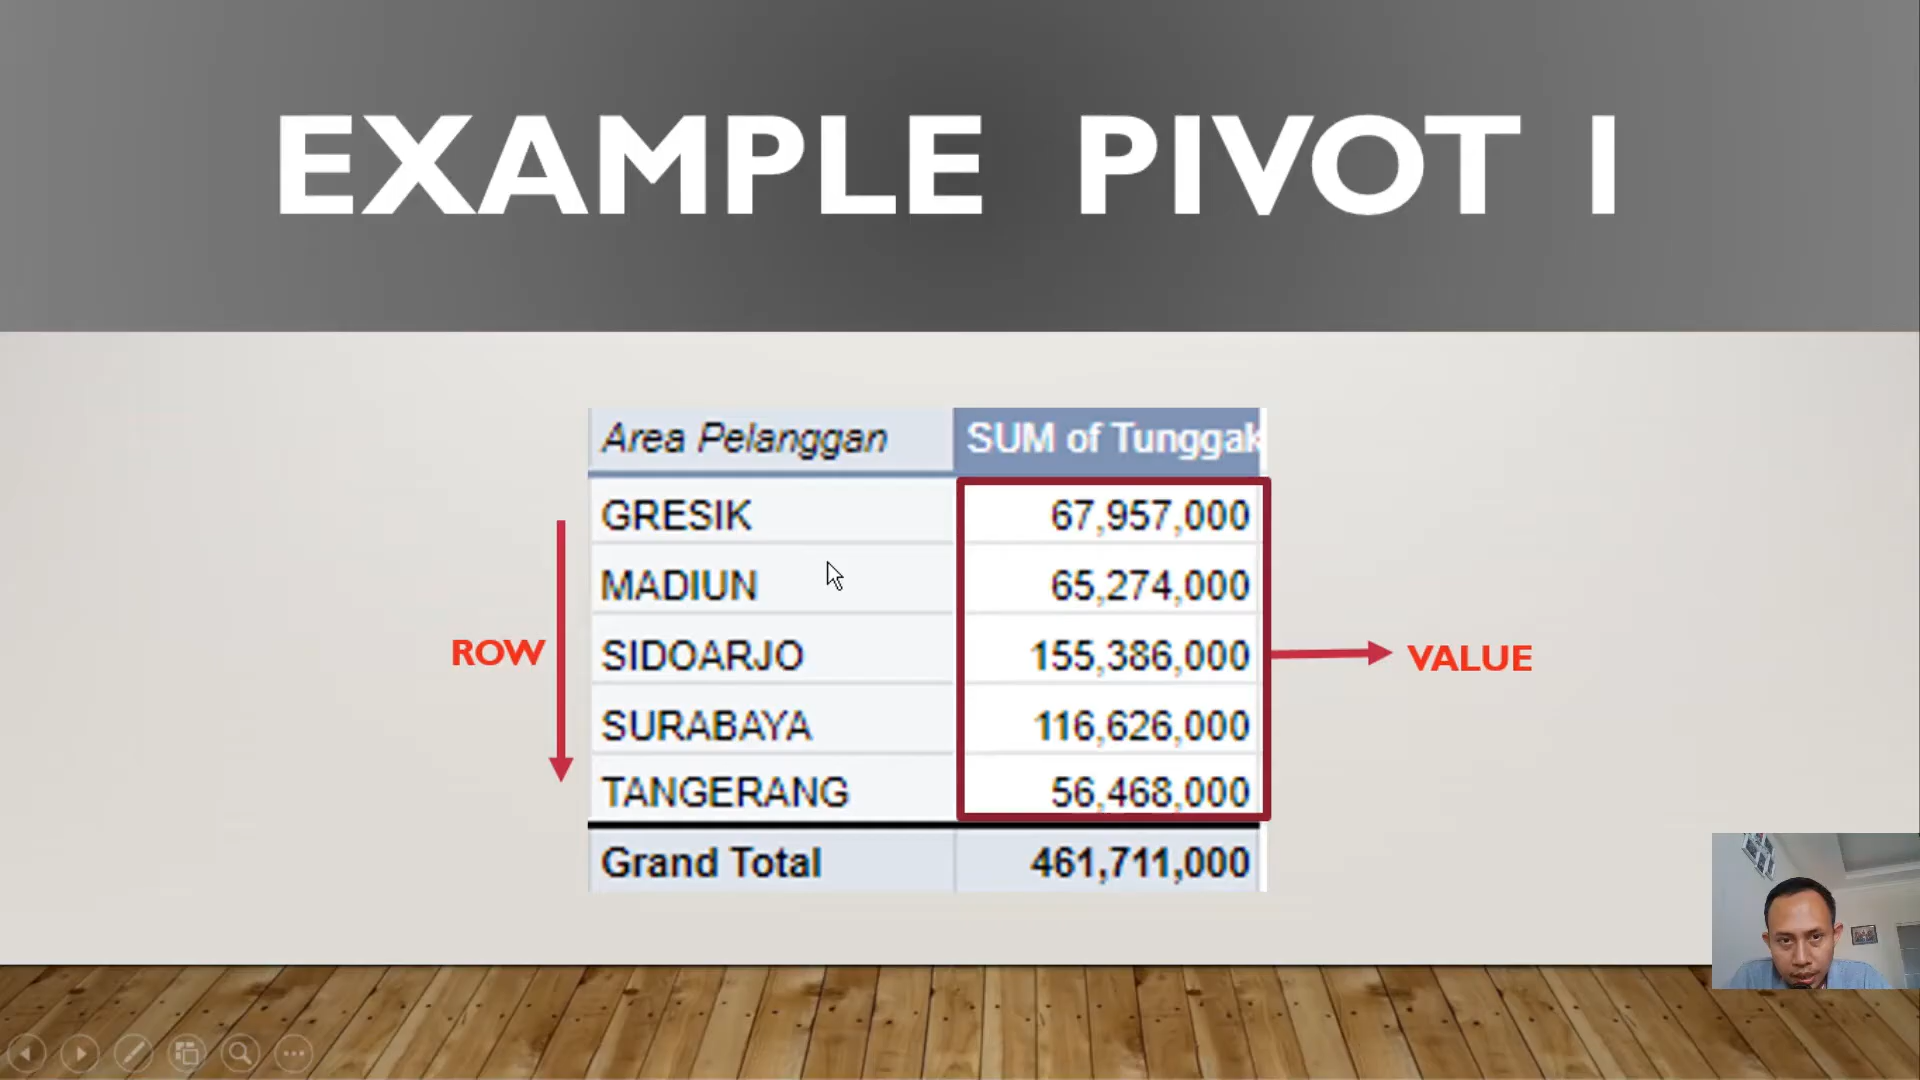 EXAMPLE PIVOT I
Area Pelanggan SUM of Tunggak
GRESIK 67,957,000
MADIUN 65,274,000
ROW SIDOARJO 155,386,000 VALUE
SURABAYA 116,626,000
TANGERANG 56,468,000
Grand Total 461,711,000